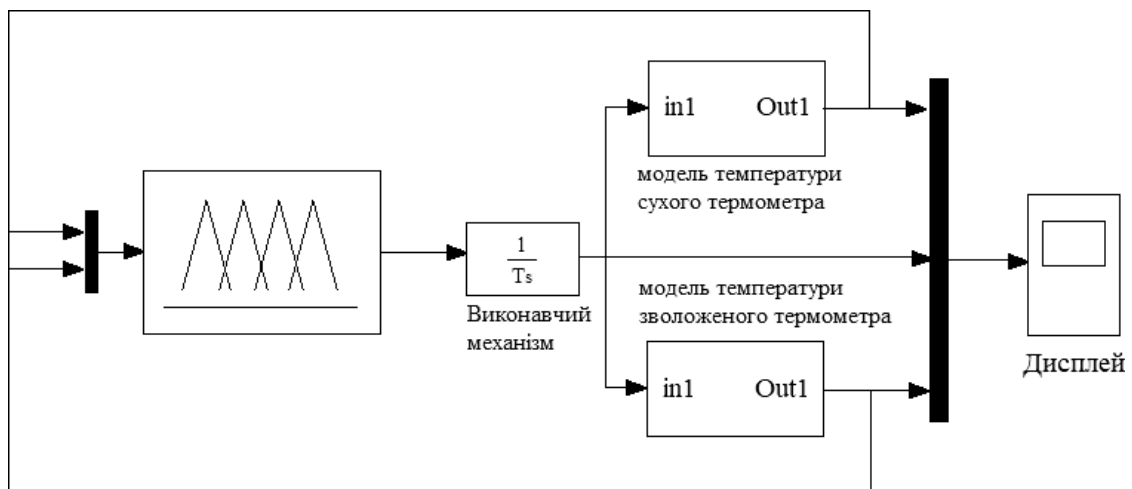 in1 Out1
модель температури
сухого термометра
1
Ts
Виконавчий
механізм
модель температури
зволоженого термометра
in1 Out1
Дисплей